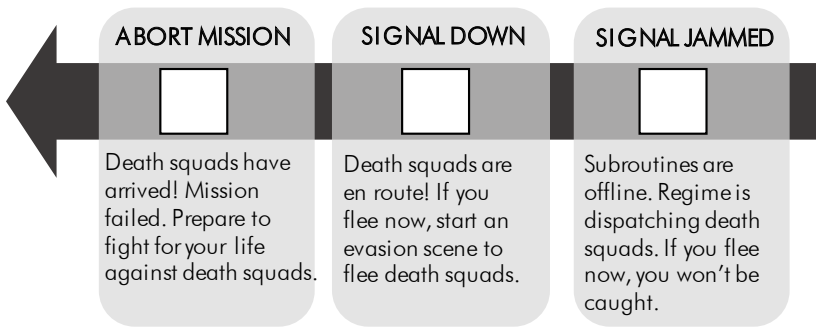 ABORT MISSION
Death squads have
arrived! Mission
failed. Prepare to
fight for your life
against death squads.
SIGNAL DOWN
Death squads are
en route! If you
flee now, start an
evasion scene to
flee death squads.
SIGNAL JAMMED
Subroutines are
offline. Regime is
dispatching death
squads. If you flee
now, you won’t be
caught.